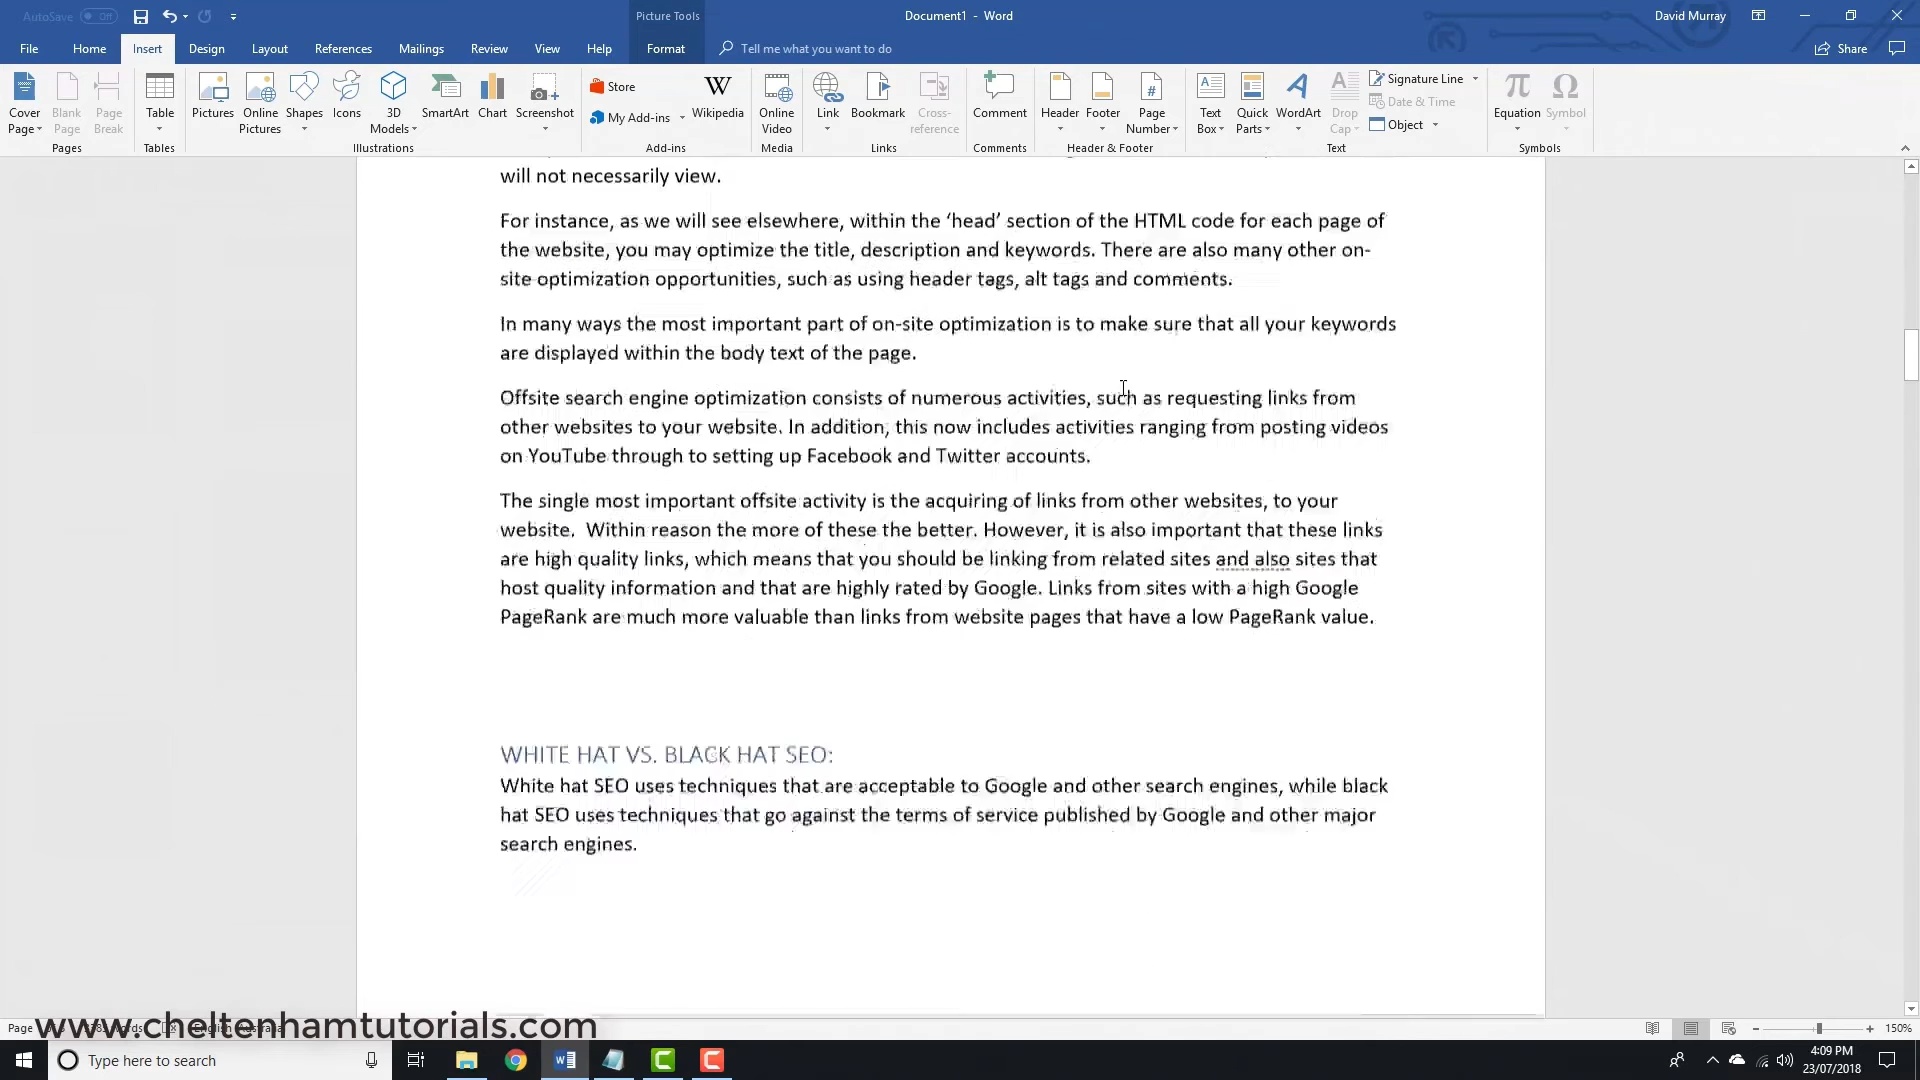 AutoSave Off
Picture Tools
Document1 - Word
David Murray
File Home Insert Design Layout References Mailings Review View Help Format Tell me what you want to do Share
Cover Page
Blank Page
Page Break
Table
Pictures
Online Pictures
Shapes
Icons
3D Models
SmartArt
Chart
Screenshot
Store
My Add-ins
Wikipedia
Online Video
Link
Bookmark
Cross-reference
Comment
Header
Footer
Page Number
Text Box
Quick Parts
WordArt
Drop Cap
Signature Line
Date & Time
Object
Equation
Symbol
Pages Tables Illustrations Add-ins Media Links Comments Header & Footer Text Symbols
will not necessarily view.
For instance, as we will see elsewhere, within the ‘head’ section of the HTML code for each page of
the website, you may optimize the title, description and keywords. There are also many other on-
site optimization opportunities, such as using header tags, alt tags and comments.
In many ways the most important part of on-site optimization is to make sure that all your keywords
are displayed within the body text of the page.
Offsite search engine optimization consists of numerous activities, such as requesting links from
other websites to your website. In addition, this now includes activities ranging from posting videos
on YouTube through to setting up Facebook and Twitter accounts.
The single most important offsite activity is the acquiring of links from other websites, to your
website.  Within reason the more of these the better. However, it is also important that these links
are high quality links, which means that you should be linking from related sites and also sites that
host quality information and that are highly rated by Google. Links from sites with a high Google
PageRank are much more valuable than links from website pages that have a low PageRank value.
WHITE HAT VS. BLACK HAT SEO:
White hat SEO uses techniques that are acceptable to Google and other search engines, while black
hat SEO uses techniques that go against the terms of service published by Google and other major
search engines.
Page
www.cheltenhamtutorials.com
150%
Type here to search
4:09 PM
23/07/2018